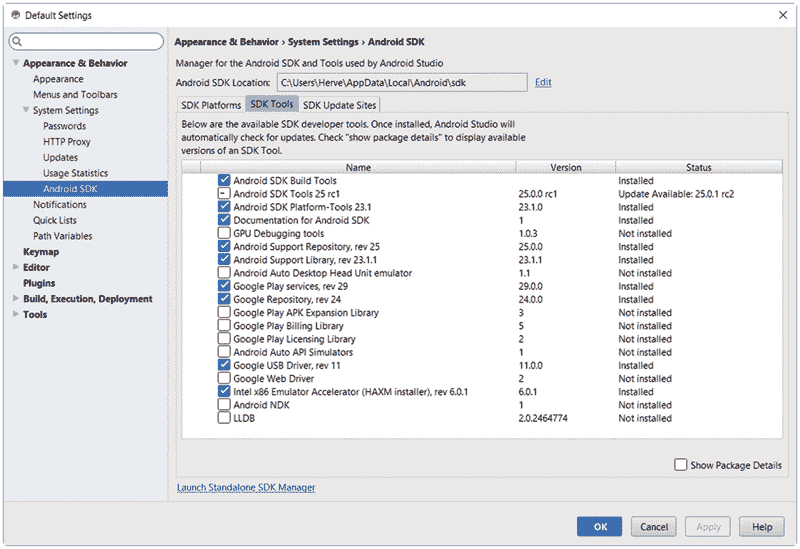 Default Settings
Appearance & Behavior › System Settings › Android SDK
Manager for the Android SDK and Tools used by Android Studio
Android SDK Location: C:\Users\Herve\AppData\Local\Android\sdk Edit
Appearance & Behavior
Appearance
Menus and Toolbars
System Settings
Passwords
HTTP Proxy
Updates
Usage Statistics
Android SDK
Notifications
Quick Lists
Path Variables
Keymap
Editor
Plugins
Build, Execution, Deployment
Tools
SDK Platforms SDK Tools SDK Update Sites
Below are the available SDK developer tools. Once installed, Android Studio will
automatically check for updates. Check "show package details" to display available
versions of an SDK Tool.
Name Version Status
Android SDK Build Tools Installed
Android SDK Tools 25 rc1 25.0.0 rc1 Update Available: 25.0.1 rc2
Android SDK Platform-Tools 23.1 23.1.0 Installed
Documentation for Android SDK 1 Installed
GPU Debugging tools 1.0.3 Not installed
Android Support Repository, rev 25 25.0.0 Installed
Android Support Library, rev 23.1.1 23.1.1 Installed
Android Auto Desktop Head Unit emulator 1.1 Not installed
Google Play services, rev 29 29.0.0 Installed
Google Repository, rev 24 24.0.0 Installed
Google Play APK Expansion Library 3 Not installed
Google Play Billing Library 5 Not installed
Google Play Licensing Library 2 Not installed
Android Auto API Simulators 1 Not installed
Google USB Driver, rev 11 11.0.0 Installed
Google Web Driver 2 Not installed
Intel x86 Emulator Accelerator (HAXM installer), rev 6.0.1 6.0.1 Installed
Android NDK 1 Not installed
LLDB 2.0.2464774 Not installed
Show Package Details
Launch Standalone SDK Manager
OK Cancel Apply Help